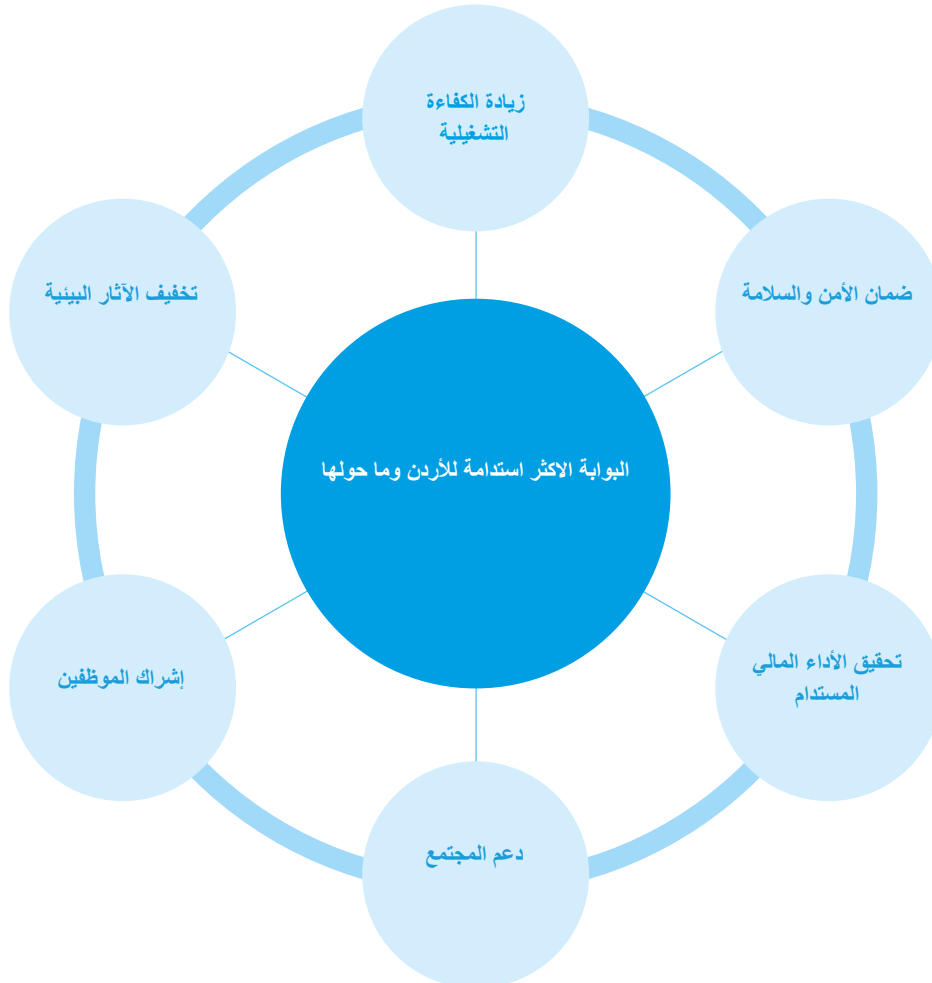 زيادة الكفاءة
التشغيلية
ضمان الأمن والسلامة
تخفيف الآثار البيئية
البوابة الاكثر استدامة للأردن وما حولها
تحقيق الأداء المالي
المستدام
إشراك الموظفين
دعم المجتمع